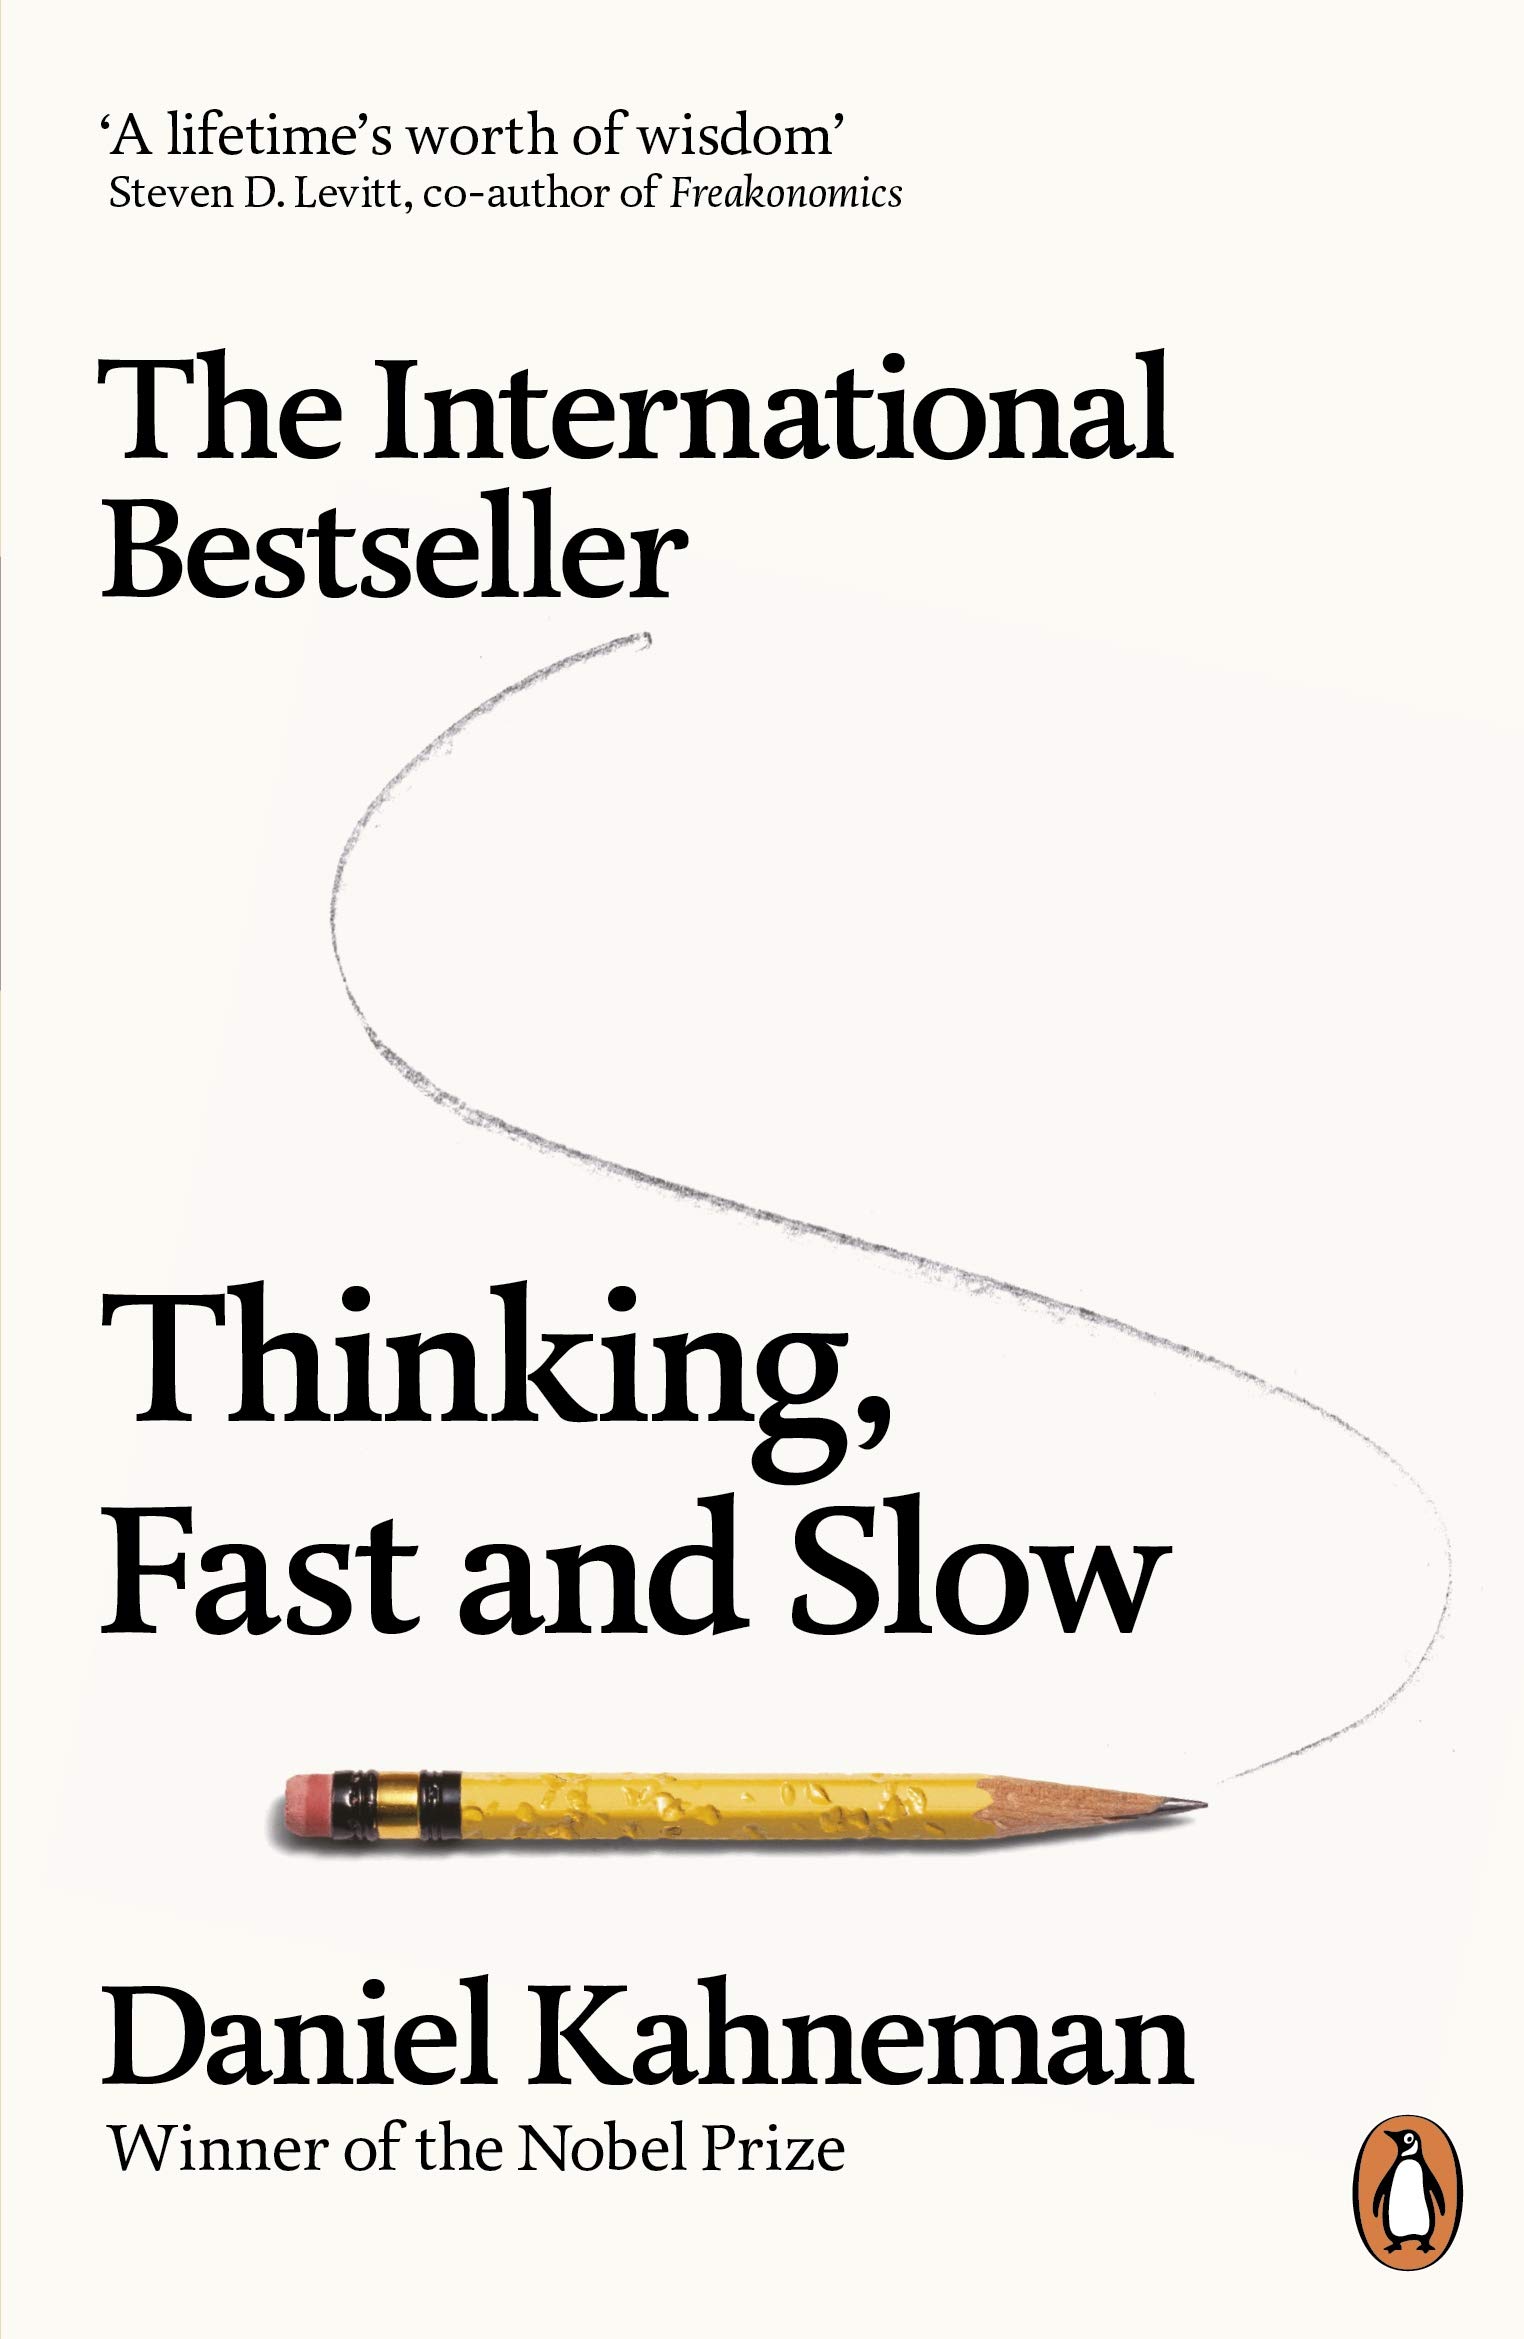 ‘A lifetime’s worth of wisdom’
Steven D. Levitt, co-author of Freakonomics
The International
Bestseller
Thinking,
Fast and Slow
Daniel Kahneman
Winner of the Nobel Prize